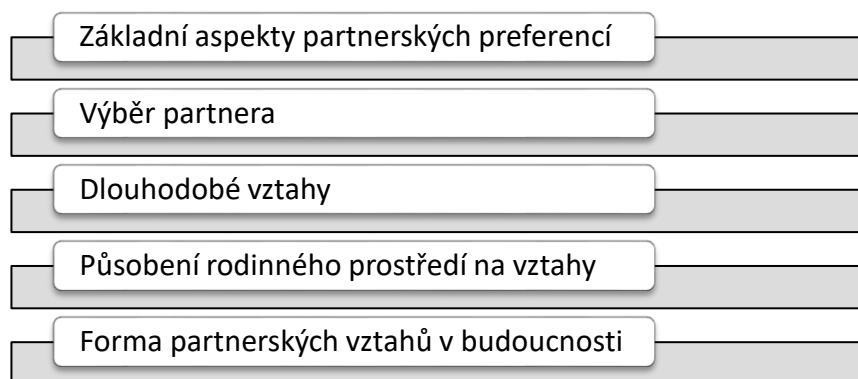 Základní aspekty partnerských preferencí
Výběr partnera
Dlouhodobé vztahy
Působení rodinného prostředí na vztahy
Forma partnerských vztahů v budoucnosti